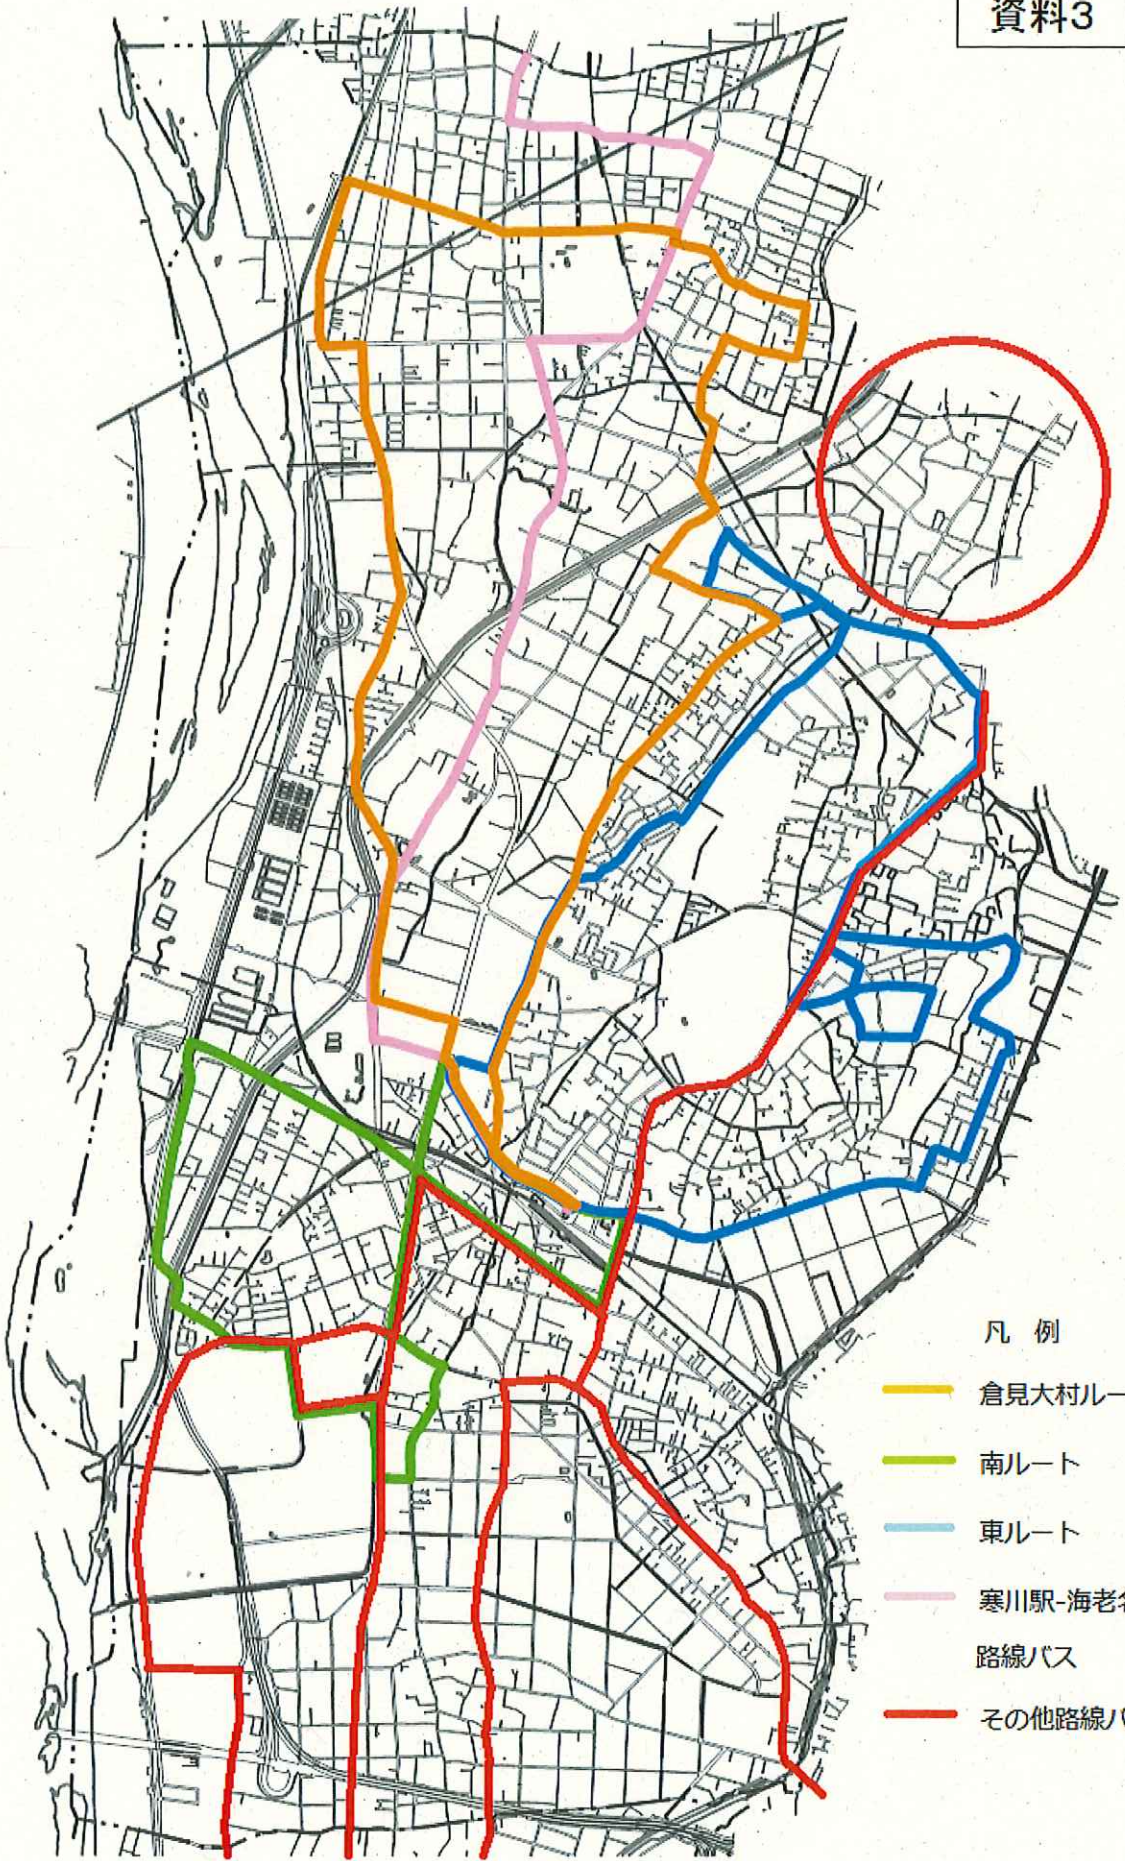 資料3
凡 例
倉見大村ルー
南ルート
東ルート
寒川駅-海老名
路線バス
その他路線バ